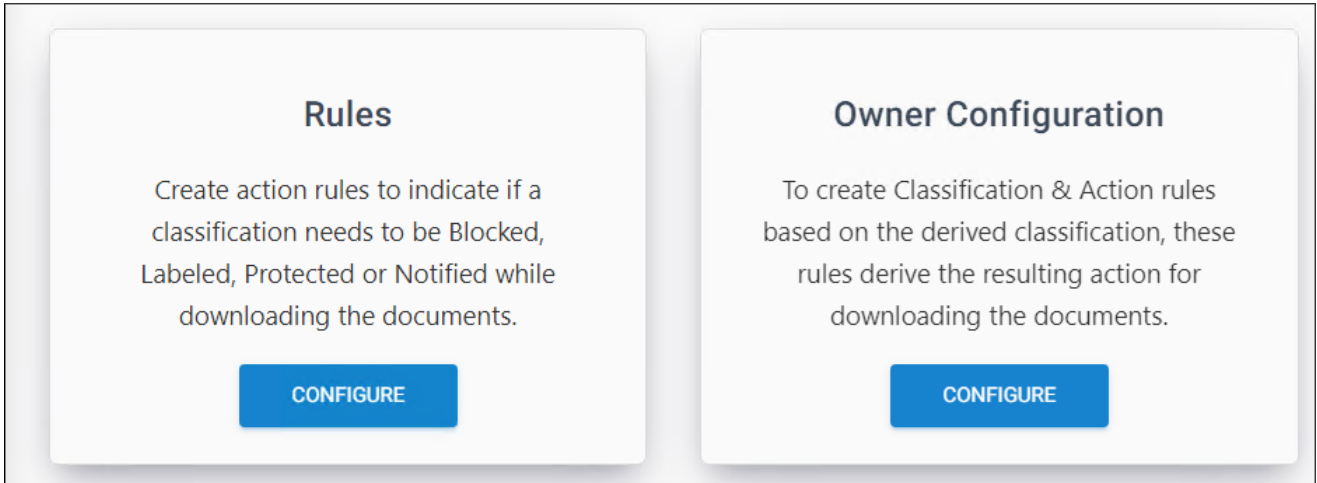 Rules
Create action rules to indicate if a
classification needs to be Blocked,
Labeled, Protected or Notified while
downloading the documents.
CONFIGURE
Owner Configuration
To create Classification & Action rules
based on the derived classification, these
rules derive the resulting action for
downloading the documents.
CONFIGURE